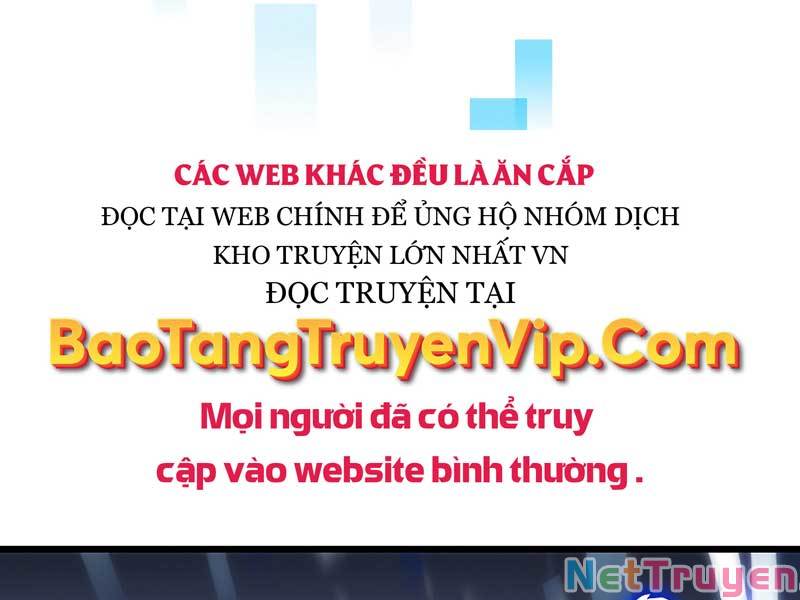 CÁC WEB KHÁC ĐỀU LÀ ĂN CẮP
ĐỌC TẠI WEB CHÍNH ĐỂ ỦNG HỘ NHÓM DỊCH
KHO TRUYỆN LỚN NHẤT VN
ĐỌC TRUYỆN TẠI
BaoTangTruyenVip.Com
Mọi người đã có thể truy
cập vào website bình thường.
NetTruyen